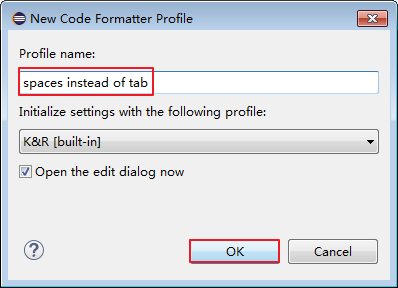 New Code Formatter Profile
Profile name:
spaces instead of tab
Initialize settings with the following profile:
K&R [built-in]
Open the edit dialog now
?
OK
Cancel